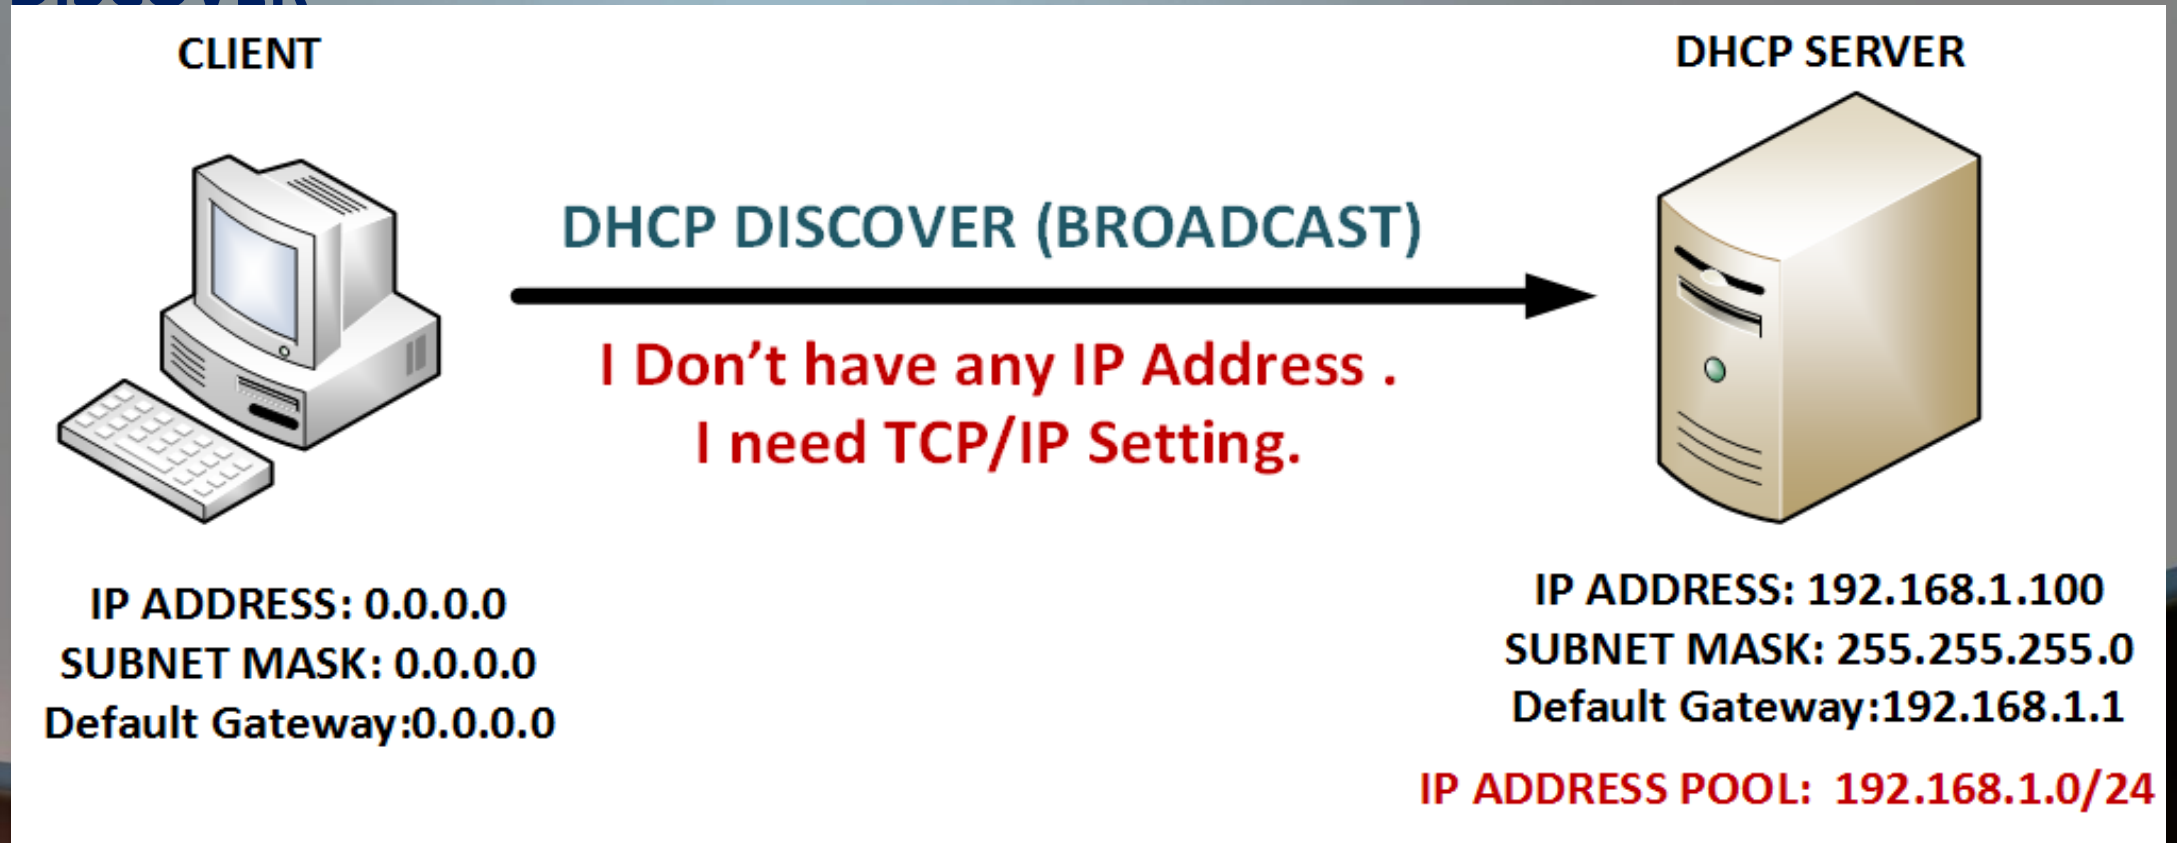 DISCOVER
CLIENT
DHCP SERVER
DHCP DISCOVER (BROADCAST)
I Don't have any IP Address .
I need TCP/IP Setting.
IP ADDRESS: 0.0.0.0
SUBNET MASK: 0.0.0.0
Default Gateway:0.0.0.0
IP ADDRESS: 192.168.1.100
SUBNET MASK: 255.255.255.0
Default Gateway:192.168.1.1
IP ADDRESS POOL: 192.168.1.0/24